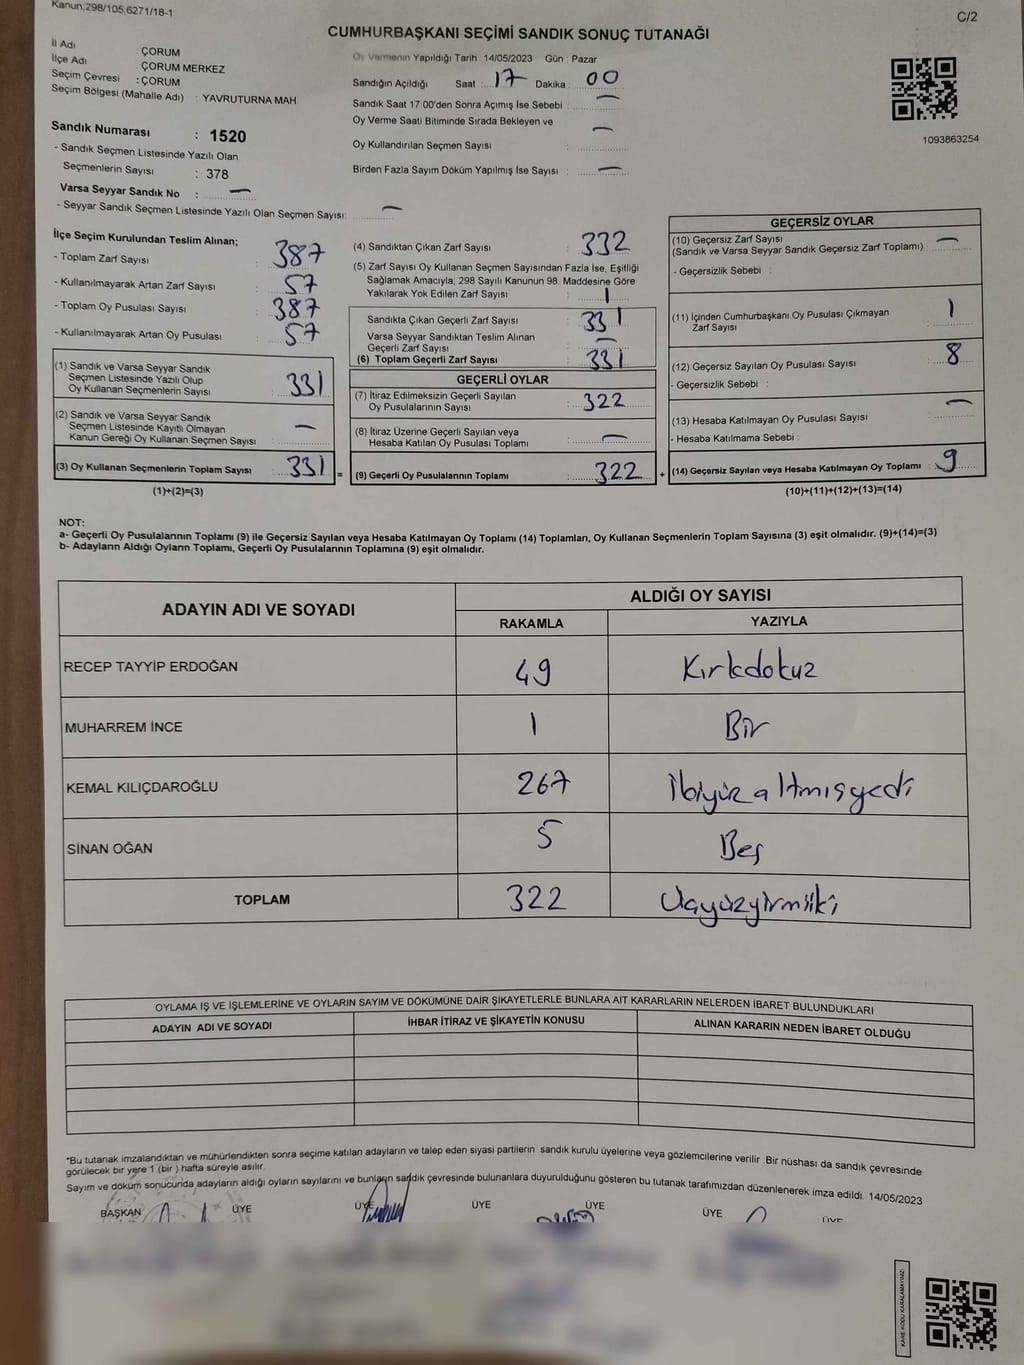 Kanun,298/105,6271/18-1
C/2
CUMHURBAŞKANI SEÇİMİ SANDIK SONUÇ TUTANAĞI
İl Adı : ÇORUM
İlçe Adı : ÇORUM MERKEZ
Seçim Çevresi : ÇORUM
Seçim Bölgesi (Mahalle Adı) : YAVRUTURNA MAH
Sandık Numarası : 1520
- Sandık Seçmen Listesinde Yazılı Olan
Seçmenlerin Sayısı : 378
Varsa Seyyar Sandık No : —
- Seyyar Sandık Seçmen Listesinde Yazılı Olan Seçmen Sayısı: —
Oy Vermenin Yapıldığı Tarih :14/05/2023 Gün : Pazar
Sandığın Açıldığı Saat : 17 Dakika : 00
Sandık Saat 17:00'den Sonra Açımış İse Sebebi : —
Oy Verme Saati Bitiminde Sırada Bekleyen ve
Oy Kullandırılan Seçmen Sayısı : —
Birden Fazla Sayım Döküm Yapılmış İse Sayısı : —
1093863254
İlçe Seçim Kurulundan Teslim Alınan;
- Toplam Zarf Sayısı : 387
- Kullanılmayarak Artan Zarf Sayısı : 57
- Toplam Oy Pusulası Sayısı : 387
- Kullanılmayarak Artan Oy Pusulası : 57
(1) Sandık ve Varsa Seyyar Sandık
Seçmen Listesinde Yazılı Olup
Oy Kullanan Seçmenlerin Sayısı : 331
(2) Sandık ve Varsa Seyyar Sandık
Seçmen Listesinde Kayıtlı Olmayan
Kanun Gereği Oy Kullanan Seçmen Sayısı : —
(3) Oy Kullanan Seçmenlerin Toplam Sayısı : 331 =
(1)+(2)=(3)
(4) Sandıktan Çıkan Zarf Sayısı : 332
(5) Zarf Sayısı Oy Kullanan Seçmen Sayısından Fazla İse, Eşitliği
Sağlamak Amacıyla; 298 Sayılı Kanunun 98. Maddesine Göre
Yakılarak Yok Edilen Zarf Sayısı : 1
Sandıkta Çıkan Geçerli Zarf Sayısı : 331
Varsa Seyyar Sandıktan Teslim Alınan
Geçerli Zarf Sayısı : —
(6) Toplam Geçerli Zarf Sayısı : 331
GEÇERLİ OYLAR
(7) İtiraz Edilmeksizin Geçerli Sayılan
Oy Pusulalarının Sayısı : 322
(8) İtiraz Üzerine Geçerli Sayılan veya
Hesaba Katılan Oy Pusulası Toplamı : —
(9) Geçerli Oy Pusulalarının Toplamı : 322 +
GEÇERSİZ OYLAR
(10) Geçersiz Zarf Sayısı
(Sandık ve Varsa Seyyar Sandık Geçersiz Zarf Toplamı) : —
- Geçersizlik Sebebi :
(11) İçinden Cumhurbaşkanı Oy Pusulası Çıkmayan
Zarf Sayısı : 1
(12) Geçersiz Sayılan Oy Pusulası Sayısı : 8
- Geçersizlik Sebebi :
(13) Hesaba Katılmayan Oy Pusulası Sayısı : —
- Hesaba Katılmama Sebebi :
(14) Geçersiz Sayılan veya Hesaba Katılmayan Oy Toplamı : 9
(10)+(11)+(12)+(13)=(14)
NOT:
a- Geçerli Oy Pusulalarının Toplamı (9) ile Geçersiz Sayılan veya Hesaba Katılmayan Oy Toplamı (14) Toplamları, Oy Kullanan Seçmenlerin Toplam Sayısına (3) eşit olmalıdır. (9)+(14)=(3)
b- Adayların Aldığı Oyların Toplamı, Geçerli Oy Pusulalarının Toplamına (9) eşit olmalıdır.
ADAYIN ADI VE SOYADI ALDIĞI OY SAYISI
RAKAMLA YAZIYLA
RECEP TAYYİP ERDOĞAN 49 Kırkdokuz
MUHARREM İNCE 1 Bir
KEMAL KILIÇDAROĞLU 267 İkiyüzaltmışyedi
SİNAN OĞAN 5 Beş
TOPLAM 322 Üçyüzyirmiiki
OYLAMA İŞ VE İŞLEMLERİNE VE OYLARIN SAYIM VE DÖKÜMÜNE DAİR ŞİKAYETLERLE BUNLARA AİT KARARLARIN NELERDEN İBARET BULUNDUKLARI
ADAYIN ADI VE SOYADI İHBAR İTİRAZ VE ŞİKAYETİN KONUSU ALINAN KARARIN NEDEN İBARET OLDUĞU
*Bu tutanak imzalandıktan ve mühürlendikten sonra seçime katılan adayların ve talep eden siyasi partilerin sandık kurulu üyelerine veya gözlemcilerine verilir .Bir nüshası da sandık çevresinde
görülecek bir yere 1 (bir ) hafta süreyle asılır.
Sayım ve döküm sonucunda adayların aldığı oyların sayılarını ve bunların sandık çevresinde bulunanlara duyurulduğunu gösteren bu tutanak tarafımızdan düzenlenerek imza edildi. 14/05/2023
BAŞKAN ÜYE ÜYE ÜYE ÜYE ÜYE ÜYE
KARE KODU KARALAMAYINIZ!